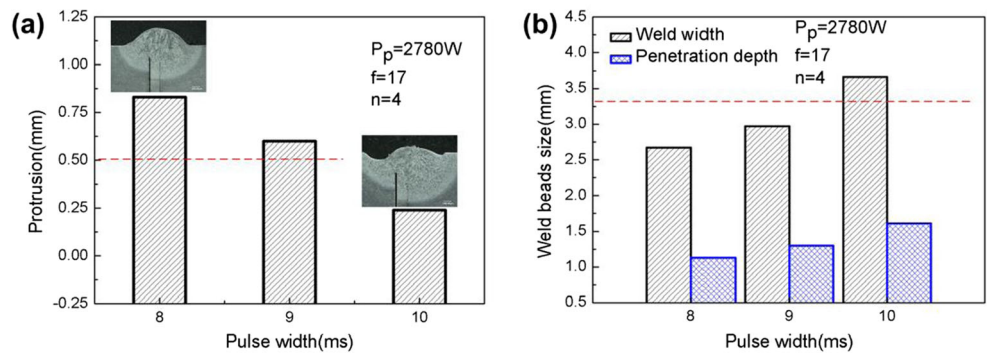 (a)
1.25
1.00
0.75
0.50
0.25
0.00
-0.25
Protrusion(mm)
Pp=2780W
f=17
n=4
8 9 10
Pulse width(ms)
(b)
4.5
4.0
3.5
3.0
2.5
2.0
1.5
1.0
0.5
Weld beads size(mm)
Weld width
Penetration depth
Pp=2780W
f=17
n=4
8 9 10
Pulse width(ms)